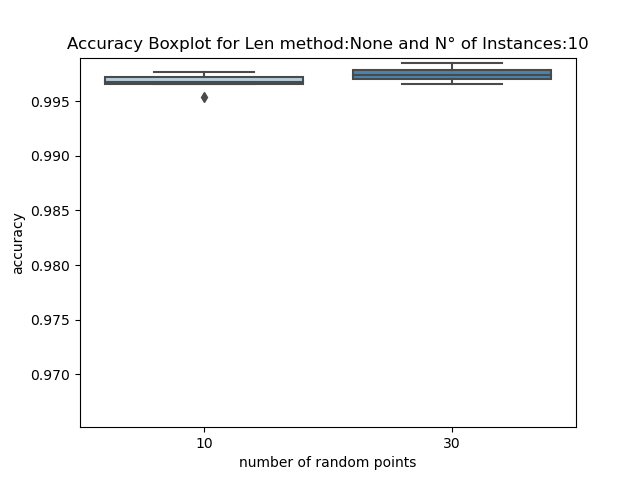 Accuracy Boxplot for Len method:None and N° of Instances:10
0.995
0.990
0.985
0.980
0.975
0.970
accuracy
10 30
number of random points